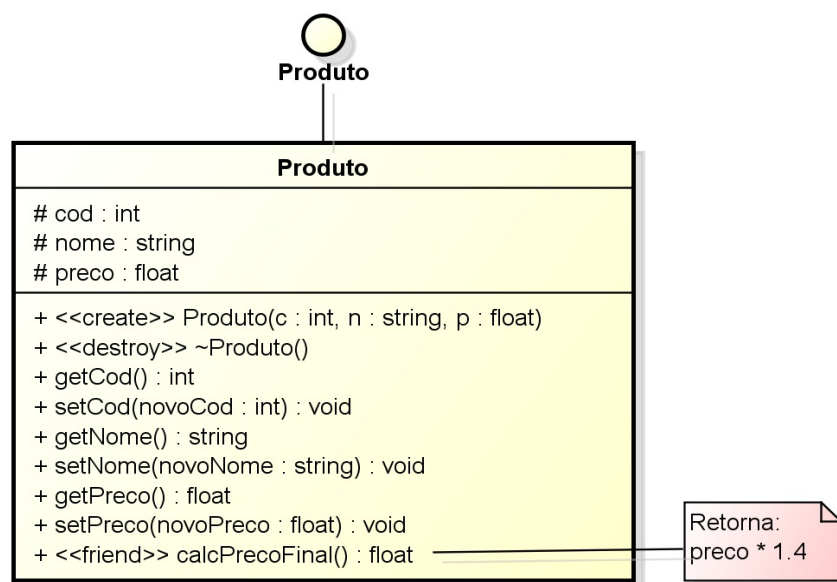 Produto
Produto
# cod : int
# nome : string
# preco : float
+ <<create>> Produto(c : int, n : string, p : float)
+ <<destroy>> ~Produto()
+ getCod() : int
+ setCod(novoCod : int) : void
+ getNome() : string
+ setNome(novoNome : string) : void
+ getPreco() : float
+ setPreco(novoPreco : float) : void
+ <<friend>> calcPrecoFinal() : float
Retorna:
preco * 1.4